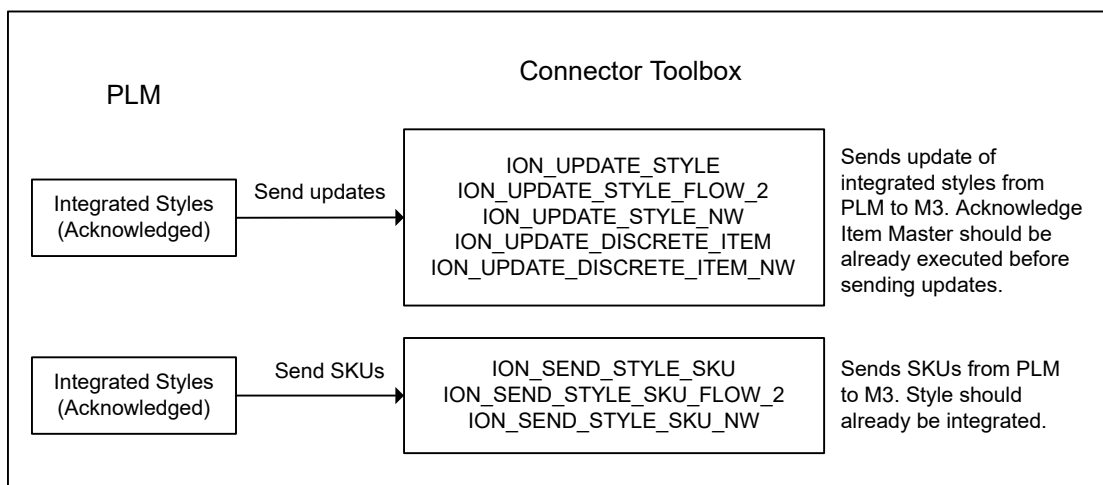 PLM
Connector Toolbox
Integrated Styles
(Acknowledged)
Send updates
ION_UPDATE_STYLE
ION_UPDATE_STYLE_FLOW_2
ION_UPDATE_STYLE_NW
ION_UPDATE_DISCRETE_ITEM
ION_UPDATE_DISCRETE_ITEM_NW
Sends update of
integrated styles from
PLM to M3. Acknowledge
Item Master should be
already executed before
sending updates.
Integrated Styles
(Acknowledged)
Send SKUs
ION_SEND_STYLE_SKU
ION_SEND_STYLE_SKU_FLOW_2
ION_SEND_STYLE_SKU_NW
Sends SKUs from PLM
to M3. Style should
already be integrated.